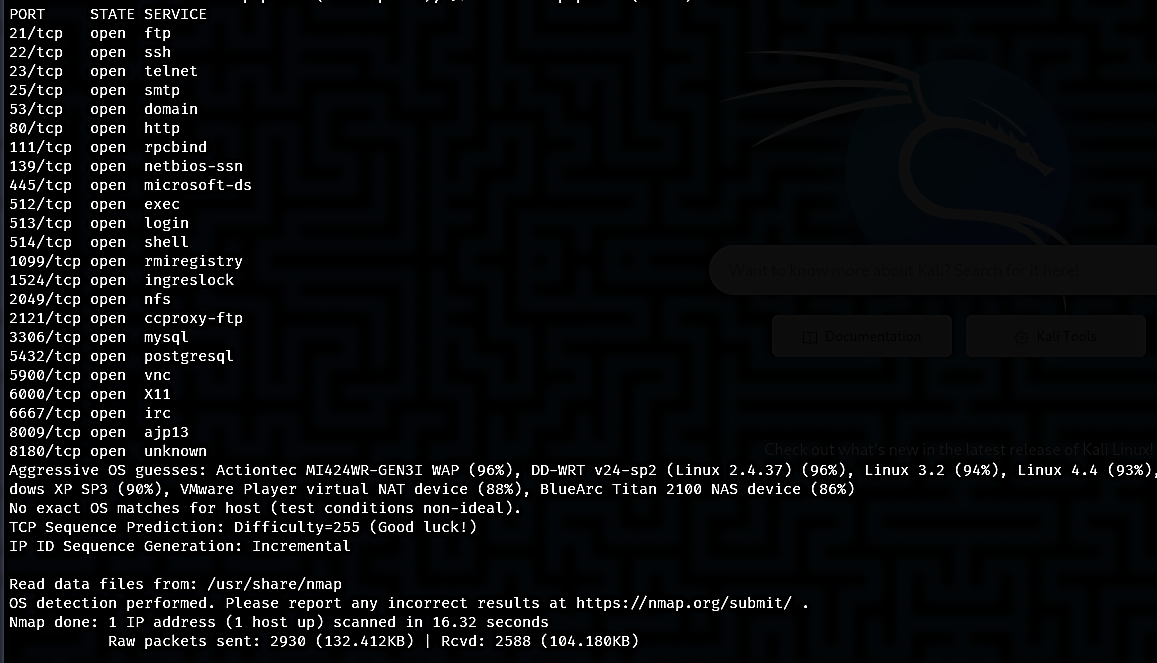 PORT STATE SERVICE
21/tcp open ftp
22/tcp open ssh
23/tcp open telnet
25/tcp open smtp
53/tcp open domain
80/tcp open http
111/tcp open rpcbind
139/tcp open netbios-ssn
445/tcp open microsoft-ds
512/tcp open exec
513/tcp open login
514/tcp open shell
1099/tcp open rmiregistry
1524/tcp open ingreslock
2049/tcp open nfs
2121/tcp open ccproxy-ftp
3306/tcp open mysql
5432/tcp open postgresql
5900/tcp open vnc
6000/tcp open X11
6667/tcp open irc
8009/tcp open ajp13
8180/tcp open unknown
Aggressive OS guesses: Actiontec MI424WR-GEN3I WAP (96%), DD-WRT v24-sp2 (Linux 2.4.37) (96%), Linux 3.2 (94%), Linux 4.4 (93%),
dows XP SP3 (90%), VMware Player virtual NAT device (88%), BlueArc Titan 2100 NAS device (86%)
No exact OS matches for host (test conditions non-ideal).
TCP Sequence Prediction: Difficulty=255 (Good luck!)
IP ID Sequence Generation: Incremental
Read data files from: /usr/share/nmap
OS detection performed. Please report any incorrect results at https://nmap.org/submit/ .
Nmap done: 1 IP address (1 host up) scanned in 16.32 seconds
Raw packets sent: 2930 (132.412KB) | Rcvd: 2588 (104.180KB)
Want to know more about Kali? Search for it here!
Documentation
Kali Tools
Check out what's new in the latest release of Kali Linux!